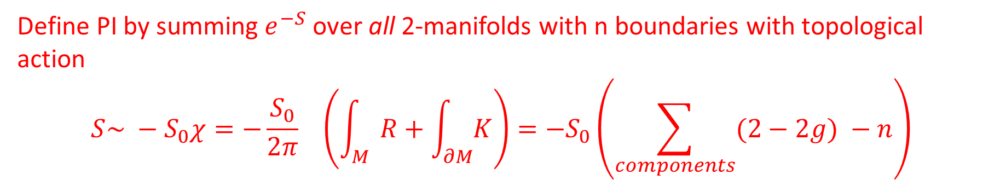 Define PI by summing $e^{-S}$ over all 2-manifolds with n boundaries with topological
action
$S \sim -S_0 \chi = -\frac{S_0}{2\pi} \left( \int_M R + \int_{\partial M} K \right) = -S_0 \left( \sum_{components} (2 - 2g) - n \right)$